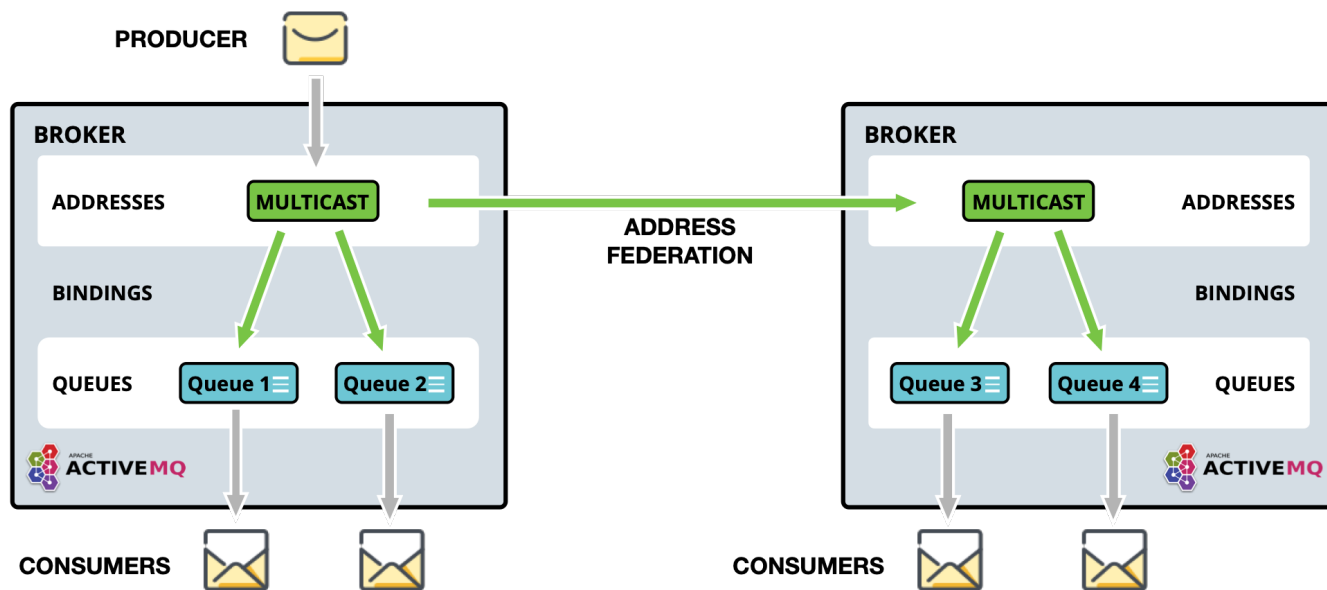 PRODUCER
BROKER
ADDRESSES
MULTICAST
BINDINGS
QUEUES
Queue 1
Queue 2
APACHE
ACTIVEMQ
CONSUMERS
ADDRESS
FEDERATION
BROKER
MULTICAST
ADDRESSES
BINDINGS
Queue 3
Queue 4
QUEUES
APACHE
ACTIVEMQ
CONSUMERS